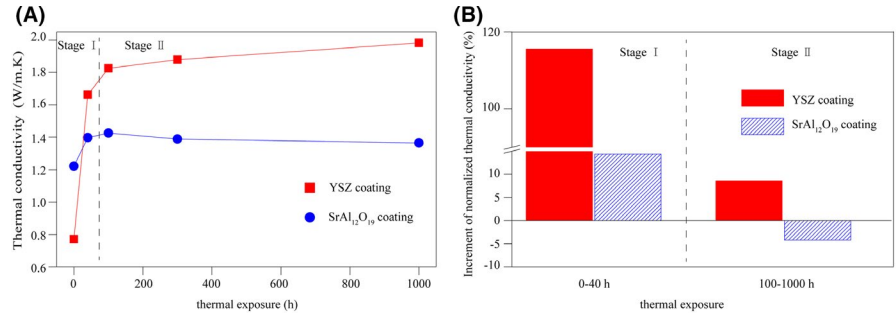 (A)
Thermal conductivity (W/m.K)
2.0
1.8
1.6
1.4
1.2
1.0
0.8
0.6
Stage Ⅰ
Stage Ⅱ
YSZ coating
SrAl₁₂O₁₉ coating
0
200
400
600
800
1000
thermal exposure (h)
(B)
Increment of normalized thermal conducitvity (%)
120
100
10
5
0
-5
-10
Stage Ⅰ
Stage Ⅱ
YSZ coating
SrAl₁₂O₁₉ coating
0-40 h
100-1000 h
thermal exposure